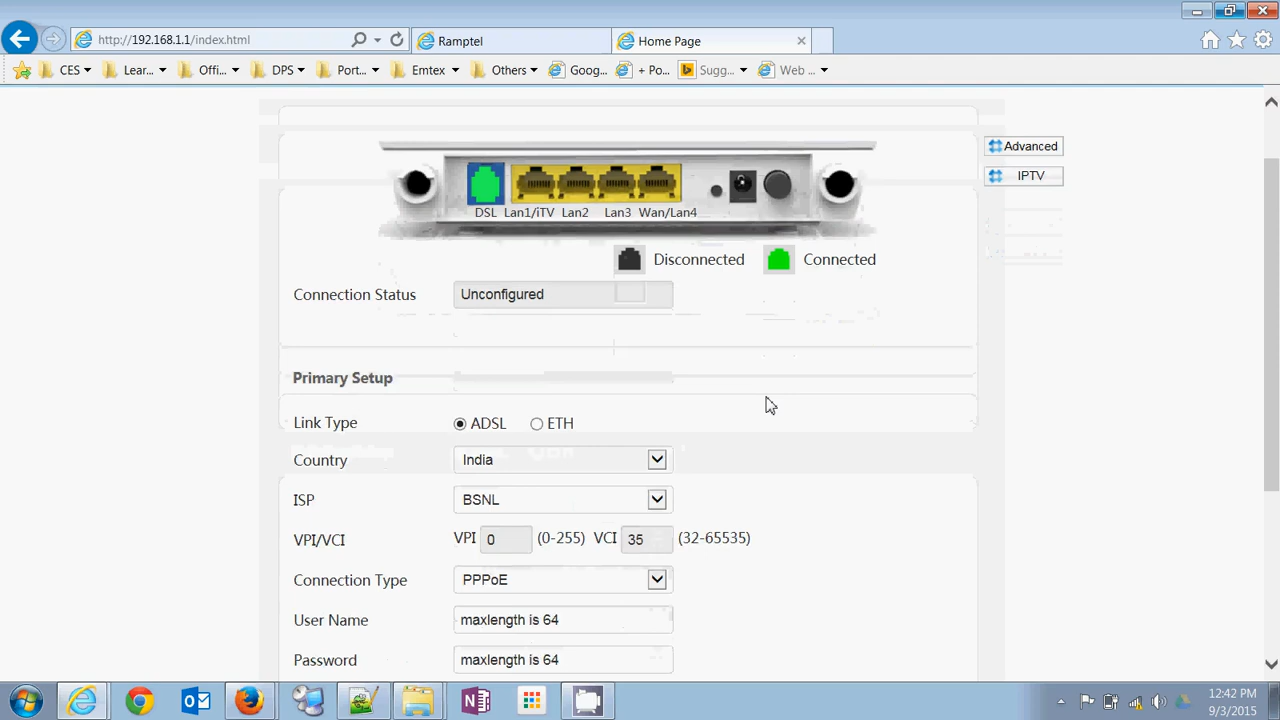 http://192.168.1.1/index.html
Ramptel
Home Page
CES
Lear...
Offi...
DPS
Port...
Emtex
Others
Goog...
+ Po...
Sugg...
Web ...
Advanced
IPTV
DSL Lan1/iTV Lan2 Lan3 Wan/Lan4
Disconnected Connected
Connection Status Unconfigured
Primary Setup
Link Type ADSL ETH
Country India
ISP BSNL
VPI/VCI VPI 0 (0-255) VCI 35 (32-65535)
Connection Type PPPoE
User Name maxlength is 64
Password maxlength is 64
12:42 PM
9/3/2015